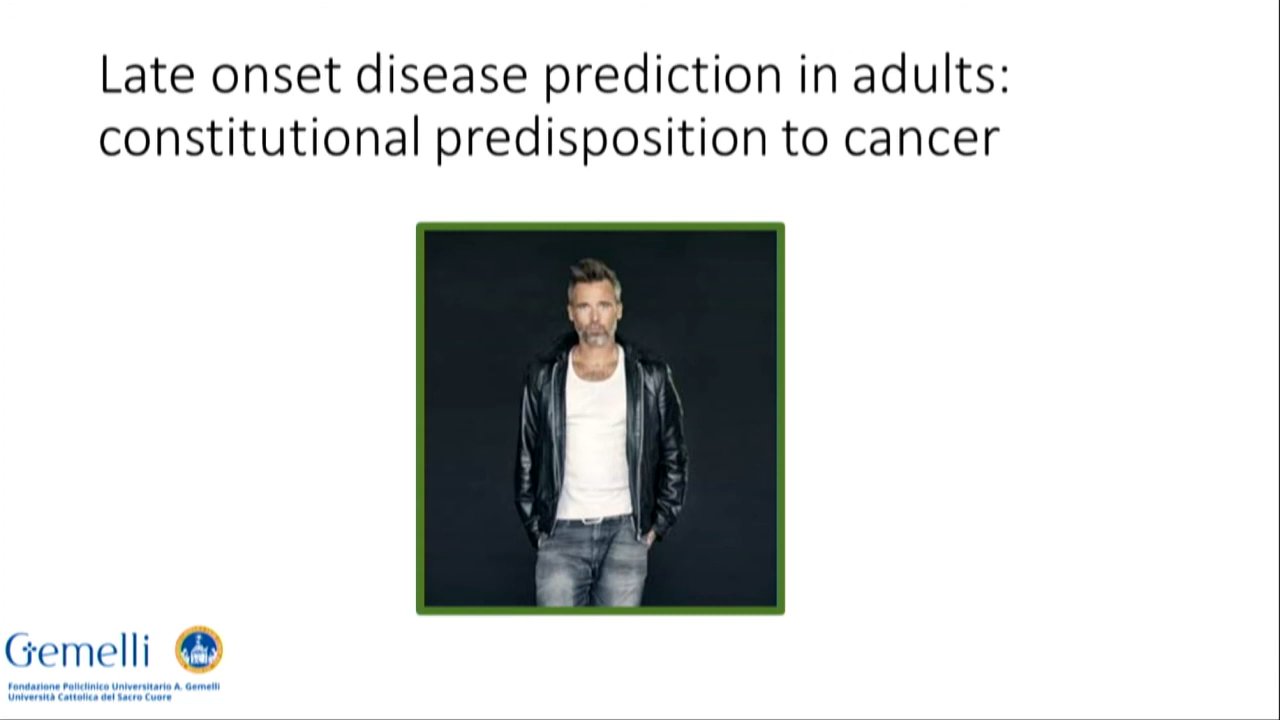 Late onset disease prediction in adults:
constitutional predisposition to cancer
Gemelli
Fondazione Policlinico Universitario A. Gemelli
Università Cattolica del Sacro Cuore